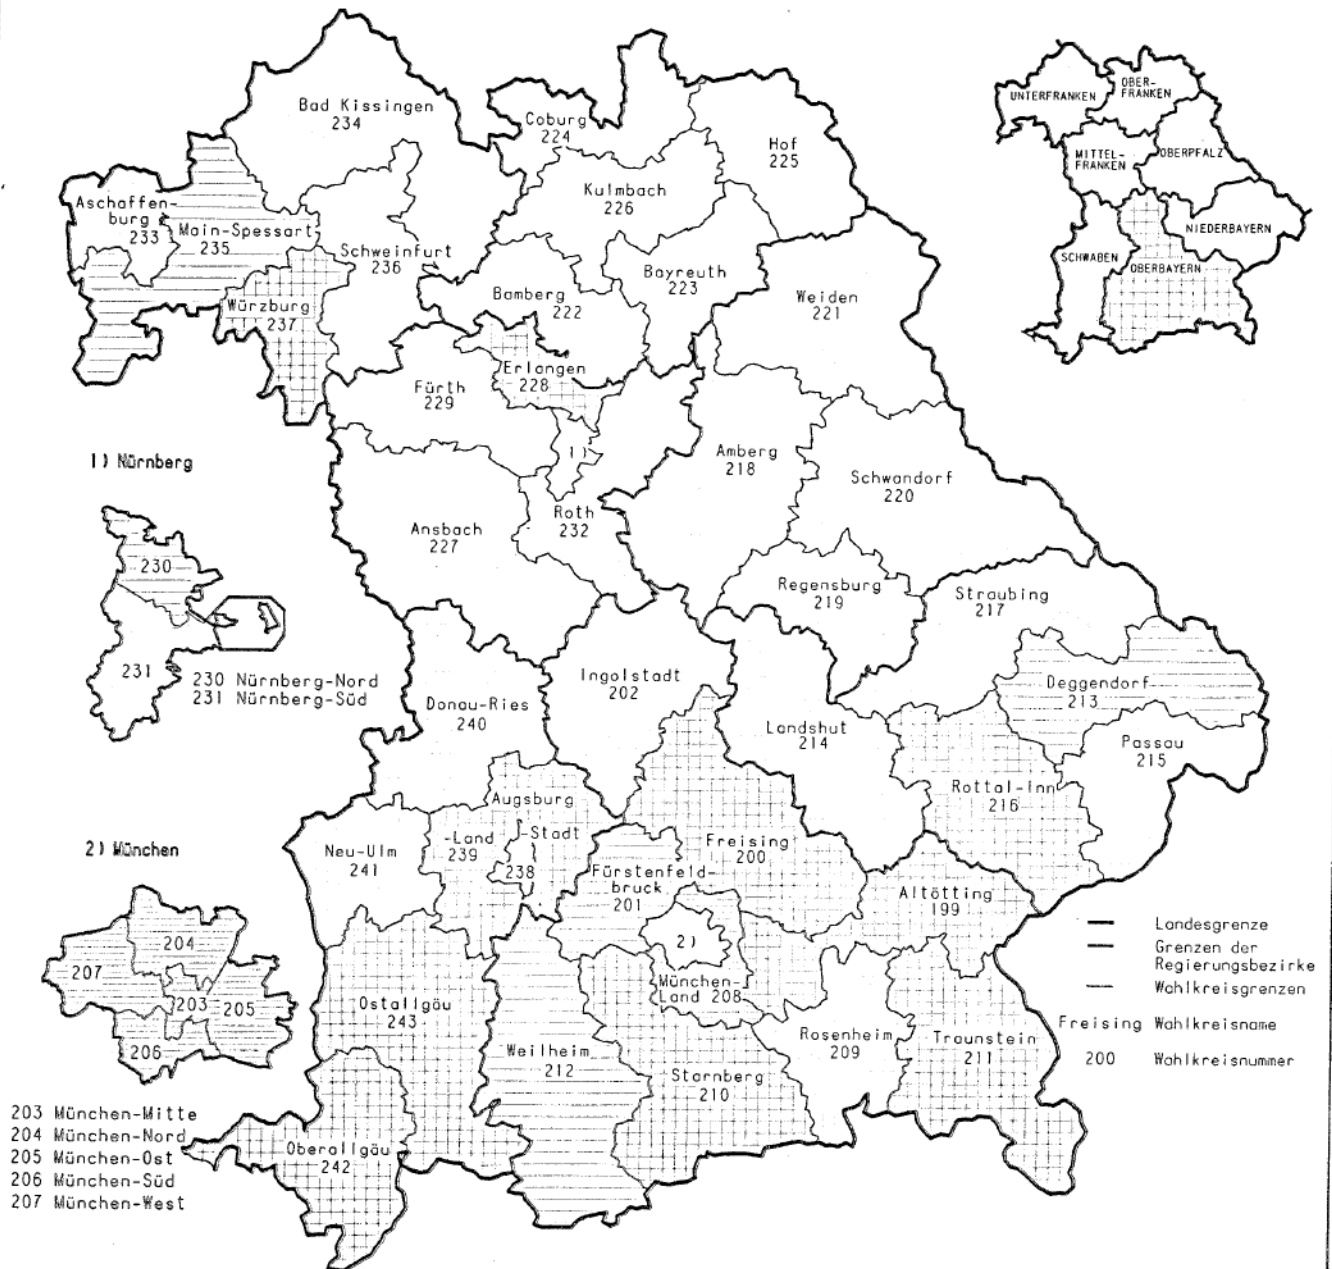 Bad Kissingen
234
Coburg
224
Hof
225
Kulmbach
226
Aschaffen-
burg
233
Main-Spessart
235
Schweinfurt
236
Bayreuth
223
Bamberg
222
Weiden
221
Würzburg
237
Erlangen
228
Fürth
229
1)
Amberg
218
Schwandorf
220
Ansbach
227
Roth
232
Regensburg
219
Straubing
217
Ingolstadt
202
Deggendorf
213
Donau-Ries
240
Landshut
214
Passau
215
Rottal-Inn
216
Augsburg
-Land
239
-Stadt
238
Neu-Ulm
241
Freising
200
Fürstenfeld-
bruck
201
Altötting
199
2)
München-
Land 208
Ostallgäu
243
Weilheim
212
Starnberg
210
Rosenheim
209
Traunstein
211
Oberallgäu
242
UNTERFRANKEN
OBER-
FRANKEN
MITTEL-
FRANKEN
OBERPFALZ
NIEDERBAYERN
SCHWABEN
OBERBAYERN
1) Nürnberg
230
231
230 Nürnberg-Nord
231 Nürnberg-Süd
2) München
204
207
203
205
206
203 München-Mitte
204 München-Nord
205 München-Ost
206 München-Süd
207 München-West
Landesgrenze
Grenzen der
Regierungsbezirke
Wahlkreisgrenzen
Freising Wahlkreisname
200 Wahlkreisnummer